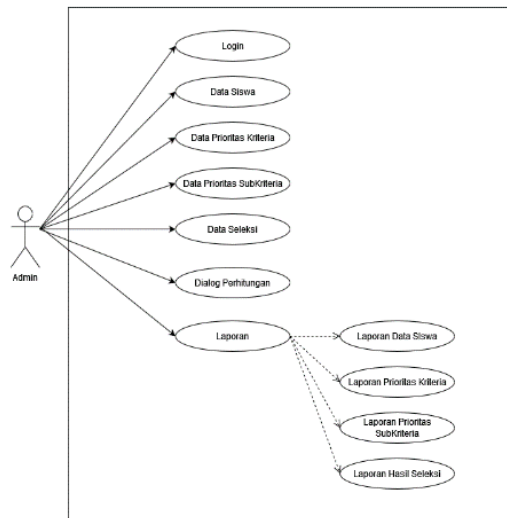 Login
Data Siswa
Data Prioritas Kriteria
Data Prioritas SubKriteria
Data Seleksi
Admin
Dialog Perhitungan
Laporan
Laporan Data Siswa
Laporan Prioritas Kriteria
Laporan Prioritas
SubKriteria
Laporan Hasil Seleksi